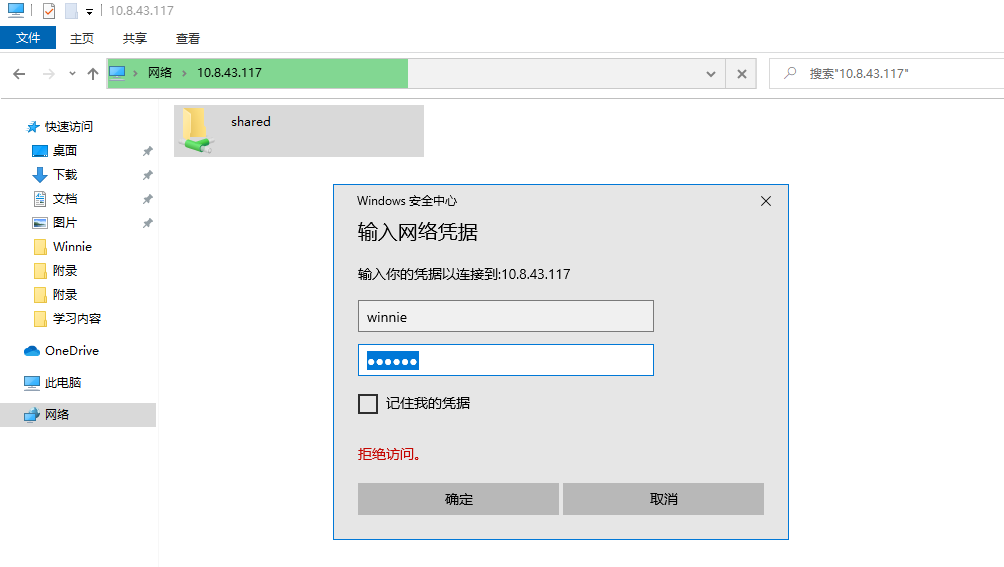 10.8.43.117
文件 主页 共享 查看
网络 10.8.43.117 搜索"10.8.43.117"
快速访问
桌面
下载
文档
图片
Winnie
附录
附录
学习内容
OneDrive
此电脑
网络
shared
Windows 安全中心
输入网络凭据
输入你的凭据以连接到:10.8.43.117
winnie
●●●●●●
记住我的凭据
拒绝访问。
确定 取消